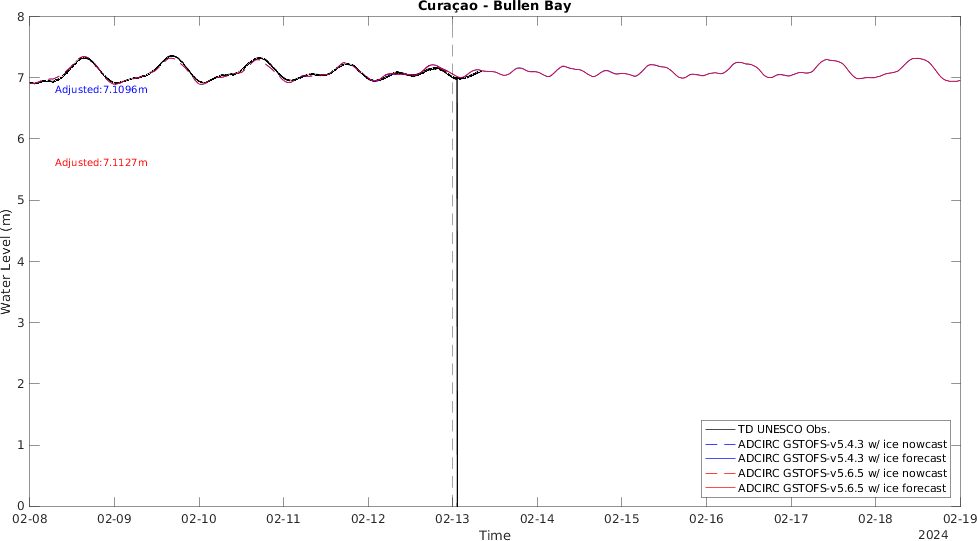 Curaçao - Bullen Bay
8
7
6
5
4
3
2
1
0
Water Level (m)
Adjusted:7.1096m
Adjusted:7.1127m
TD UNESCO Obs.
ADCIRC GSTOFS-v5.4.3 w/ ice nowcast
ADCIRC GSTOFS-v5.4.3 w/ ice forecast
ADCIRC GSTOFS-v5.6.5 w/ ice nowcast
ADCIRC GSTOFS-v5.6.5 w/ ice forecast
02-08 02-09 02-10 02-11 02-12 02-13 02-14 02-15 02-16 02-17 02-18 02-19
Time
2024